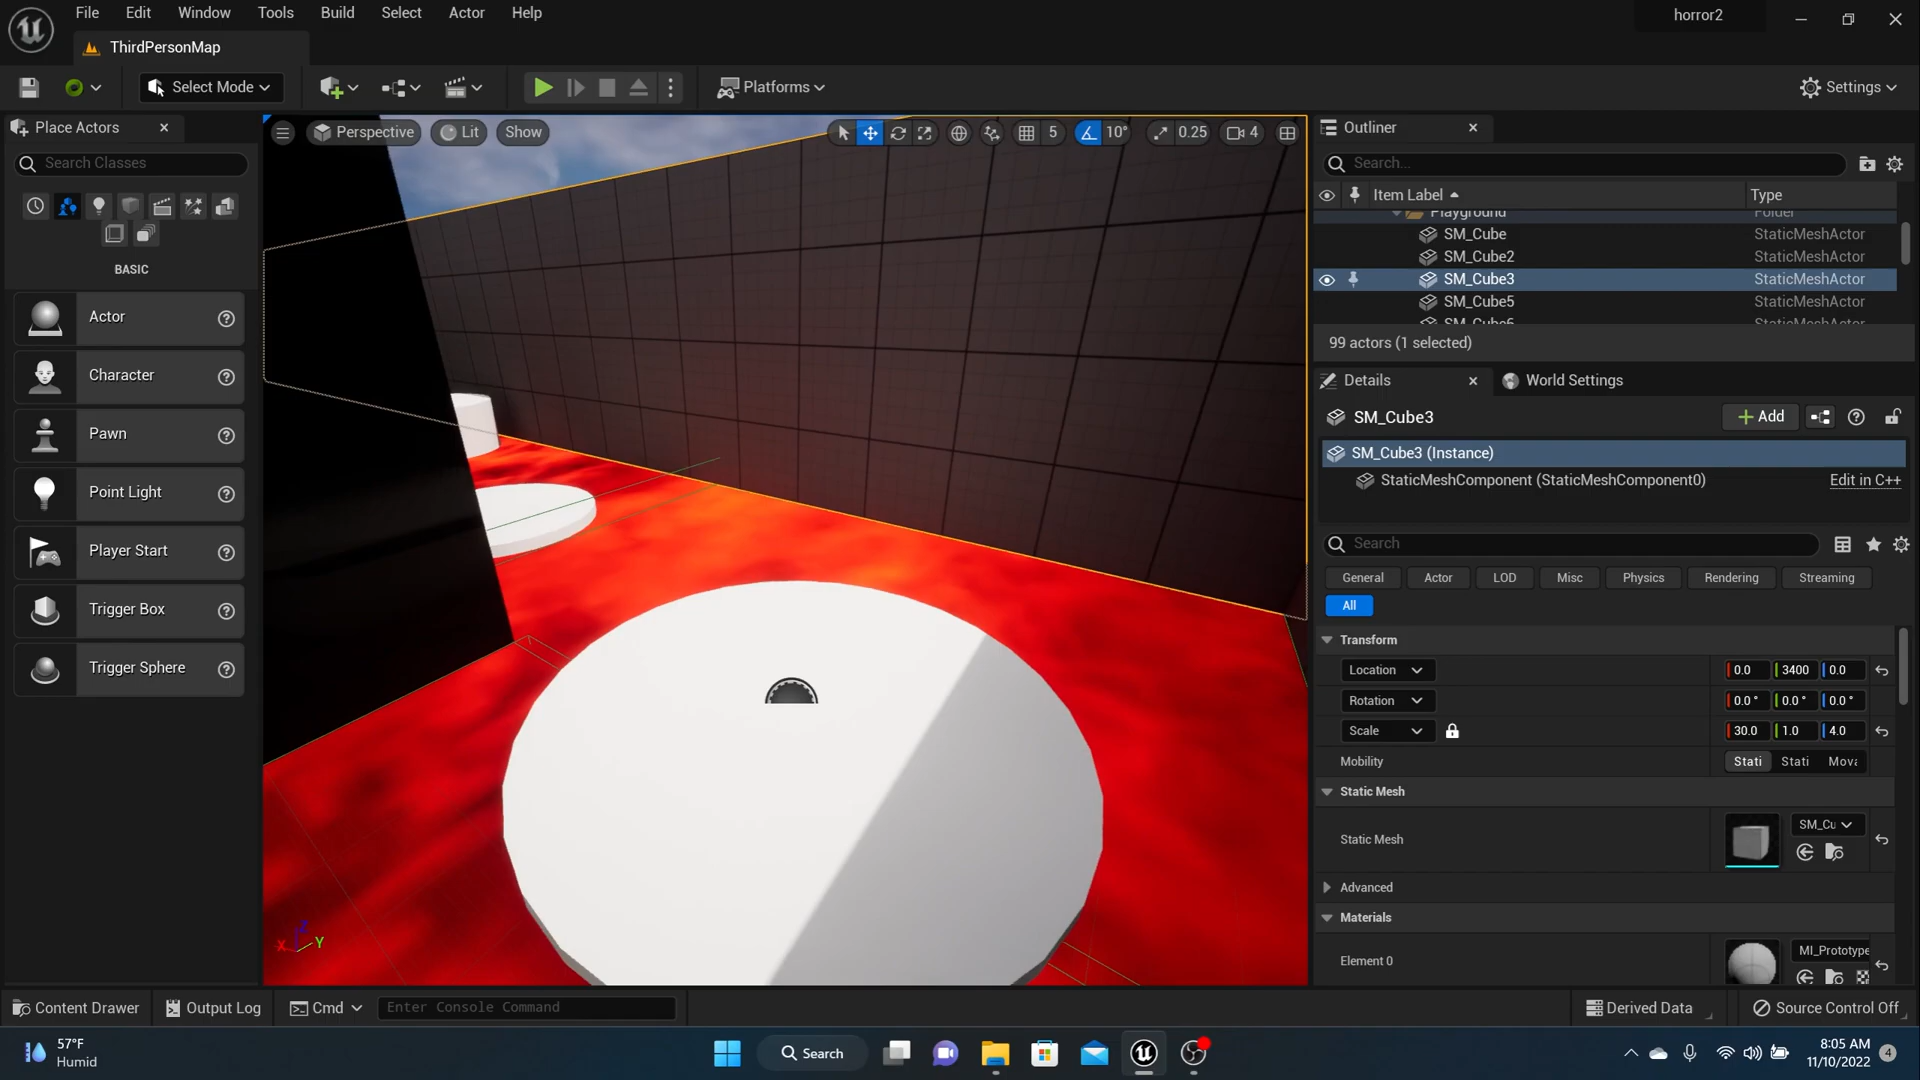 File Edit Window Tools Build Select Actor Help
horror2
ThirdPersonMap
Select Mode
Platforms
Settings
Place Actors
Search Classes
BASIC
Actor
Character
Pawn
Point Light
Player Start
Trigger Box
Trigger Sphere
Perspective Lit Show
5 10° 0.25 4
X Z Y
Outliner
Search...
Item Label Type
Playground Folder
SM_Cube StaticMeshActor
SM_Cube2 StaticMeshActor
SM_Cube3 StaticMeshActor
SM_Cube5 StaticMeshActor
SM_Cube6 StaticMeshActor
99 actors (1 selected)
Details World Settings
SM_Cube3 Add
SM_Cube3 (Instance)
StaticMeshComponent (StaticMeshComponent0) Edit in C++
Search
General Actor LOD Misc Physics Rendering Streaming
All
Transform
Location 0.0 3400 0.0
Rotation 0.0° 0.0° 0.0°
Scale 30.0 1.0 4.0
Mobility Stati Stati Mova
Static Mesh
Static Mesh SM_Cu
Advanced
Materials
Element 0 MI_Prototype
Content Drawer Output Log Cmd Enter Console Command Derived Data Source Control Off
57°F
Humid
Search
8:05 AM
11/10/2022
4